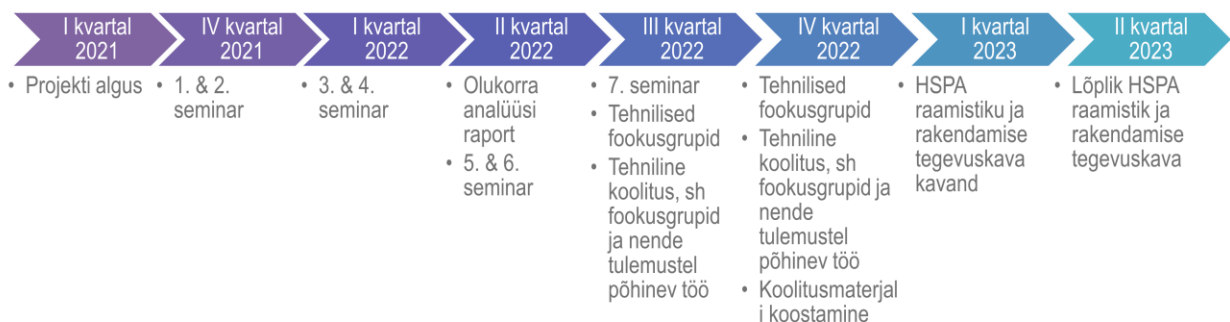 I kvartal
2021
IV kvartal
2021
I kvartal
2022
II kvartal
2022
III kvartal
2022
IV kvartal
2022
I kvartal
2023
II kvartal
2023
• Projekti algus
• 1. & 2.
seminar
• 3. & 4.
seminar
• Olukorra
analüüsi
raport
• 5. & 6.
seminar
• 7. seminar
• Tehnilised
fookusgrupid
• Tehniline
koolitus, sh
fookusgrupid
ja nende
tulemustel
põhinev töö
• Tehnilised
fookusgrupid
• Tehniline
koolitus, sh
fookusgrupid ja
nende
tulemustel
põhinev töö
• Koolitusmaterjal
i koostamine
• HSPA
raamistiku ja
rakendamise
tegevuskava
kavand
• Lõplik HSPA
raamistik ja
rakendamise
tegevuskava